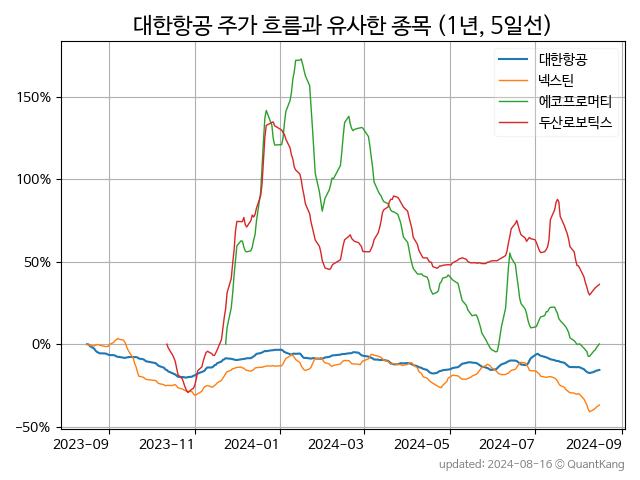 대한항공 주가 흐름과 유사한 종목 (1년, 5일선)
대한항공
넥스틴
에코프로머티
두산로보틱스
150%
100%
50%
0%
−50%
2023-09 2023-11 2024-01 2024-03 2024-05 2024-07 2024-09
updated: 2024-08-16 © QuantKang